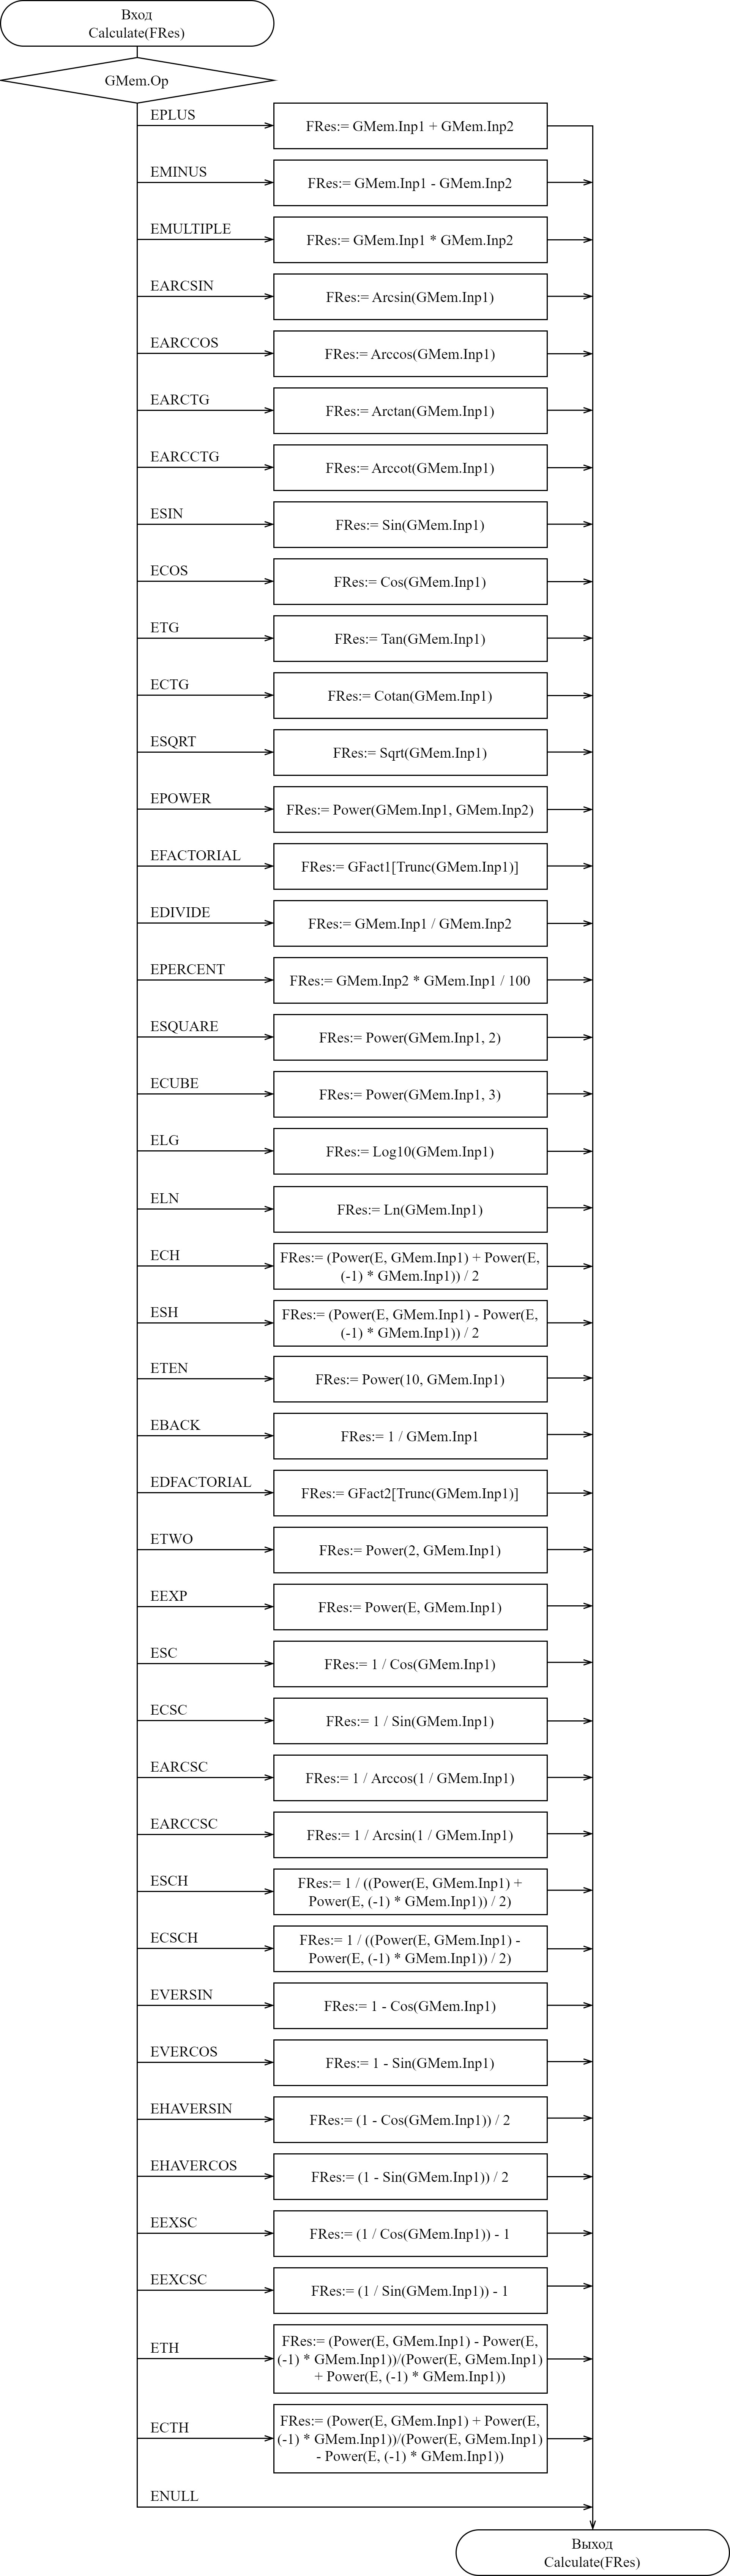 Вход
Calculate(FRes)
GMem.Op
EPLUS
FRes:= GMem.Inp1 + GMem.Inp2
EMINUS
FRes:= GMem.Inp1 - GMem.Inp2
EMULTIPLE
FRes:= GMem.Inp1 * GMem.Inp2
EARCSIN
FRes:= Arcsin(GMem.Inp1)
EARCCOS
FRes:= Arccos(GMem.Inp1)
EARCTG
FRes:= Arctan(GMem.Inp1)
EARCCTG
FRes:= Arccot(GMem.Inp1)
ESIN
FRes:= Sin(GMem.Inp1)
ECOS
FRes:= Cos(GMem.Inp1)
ETG
FRes:= Tan(GMem.Inp1)
ECTG
FRes:= Cotan(GMem.Inp1)
ESQRT
FRes:= Sqrt(GMem.Inp1)
EPOWER
FRes:= Power(GMem.Inp1, GMem.Inp2)
EFACTORIAL
FRes:= GFact1[Trunc(GMem.Inp1)]
EDIVIDE
FRes:= GMem.Inp1 / GMem.Inp2
EPERCENT
FRes:= GMem.Inp2 * GMem.Inp1 / 100
ESQUARE
FRes:= Power(GMem.Inp1, 2)
ECUBE
FRes:= Power(GMem.Inp1, 3)
ELG
FRes:= Log10(GMem.Inp1)
ELN
FRes:= Ln(GMem.Inp1)
ECH
FRes:= (Power(E, GMem.Inp1) + Power(E,
(-1) * GMem.Inp1)) / 2
ESH
FRes:= (Power(E, GMem.Inp1) - Power(E,
(-1) * GMem.Inp1)) / 2
ETEN
FRes:= Power(10, GMem.Inp1)
EBACK
FRes:= 1 / GMem.Inp1
EDFACTORIAL
FRes:= GFact2[Trunc(GMem.Inp1)]
ETWO
FRes:= Power(2, GMem.Inp1)
EEXP
FRes:= Power(E, GMem.Inp1)
ESC
FRes:= 1 / Cos(GMem.Inp1)
ECSC
FRes:= 1 / Sin(GMem.Inp1)
EARCSC
FRes:= 1 / Arccos(1 / GMem.Inp1)
EARCCSC
FRes:= 1 / Arcsin(1 / GMem.Inp1)
ESCH
FRes:= 1 / ((Power(E, GMem.Inp1) +
Power(E, (-1) * GMem.Inp1)) / 2)
ECSCH
FRes:= 1 / ((Power(E, GMem.Inp1) -
Power(E, (-1) * GMem.Inp1)) / 2)
EVERSIN
FRes:= 1 - Cos(GMem.Inp1)
EVERCOS
FRes:= 1 - Sin(GMem.Inp1)
EHAVERSIN
FRes:= (1 - Cos(GMem.Inp1)) / 2
EHAVERCOS
FRes:= (1 - Sin(GMem.Inp1)) / 2
EEXSC
FRes:= (1 / Cos(GMem.Inp1)) - 1
EEXCSC
FRes:= (1 / Sin(GMem.Inp1)) - 1
ETH
FRes:= (Power(E, GMem.Inp1) - Power(E,
(-1) * GMem.Inp1))/(Power(E, GMem.Inp1)
+ Power(E, (-1) * GMem.Inp1))
ECTH
FRes:= (Power(E, GMem.Inp1) + Power(E,
(-1) * GMem.Inp1))/(Power(E, GMem.Inp1)
- Power(E, (-1) * GMem.Inp1))
ENULL
Выход
Calculate(FRes)